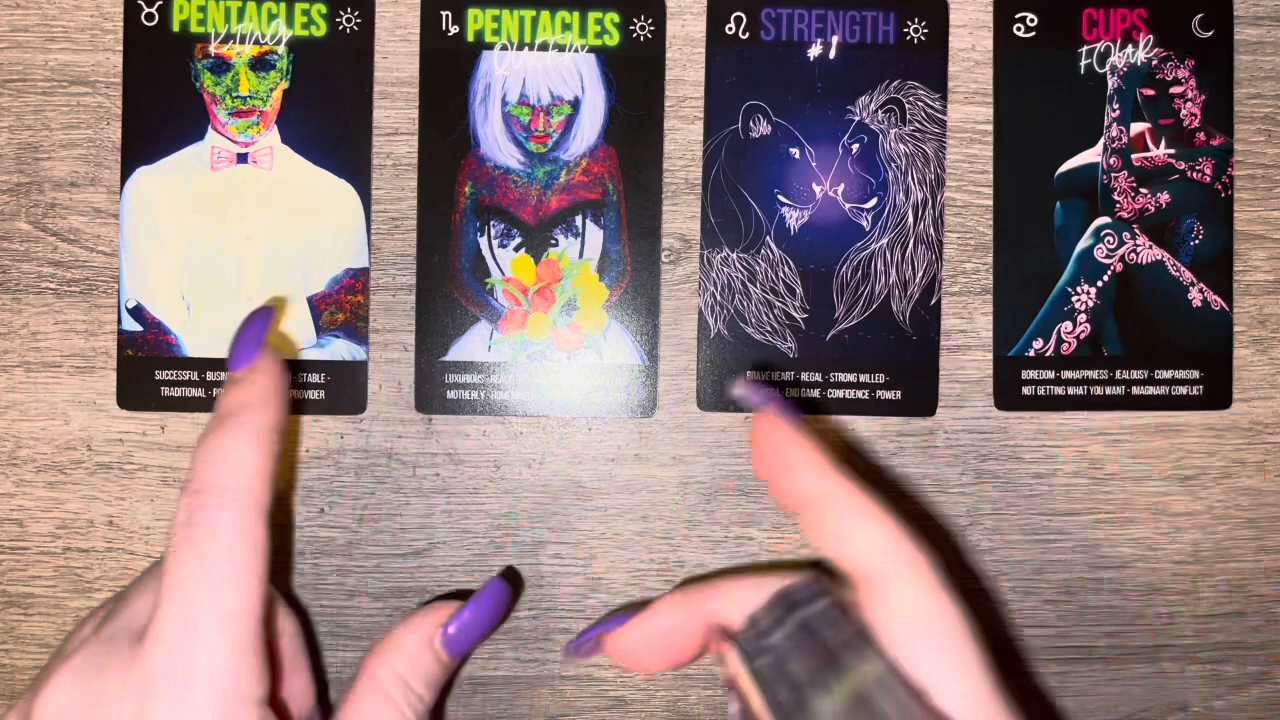 ♉ PENTACLES ☼
KING
SUCCESSFUL - STABLE -
TRADITIONAL - PROVIDER
♑ PENTACLES ☼
QUEEN
LUXURIOUS -
MOTHERLY -
♌ STRENGTH ☼
#8
BRAVE HEART - REGAL - STRONG WILLED -
- END GAME - CONFIDENCE - POWER
♋ CUPS ☾
FOUR
BOREDOM - UNHAPPINESS - JEALOUSY - COMPARISON -
NOT GETTING WHAT YOU WANT - IMAGINARY CONFLICT